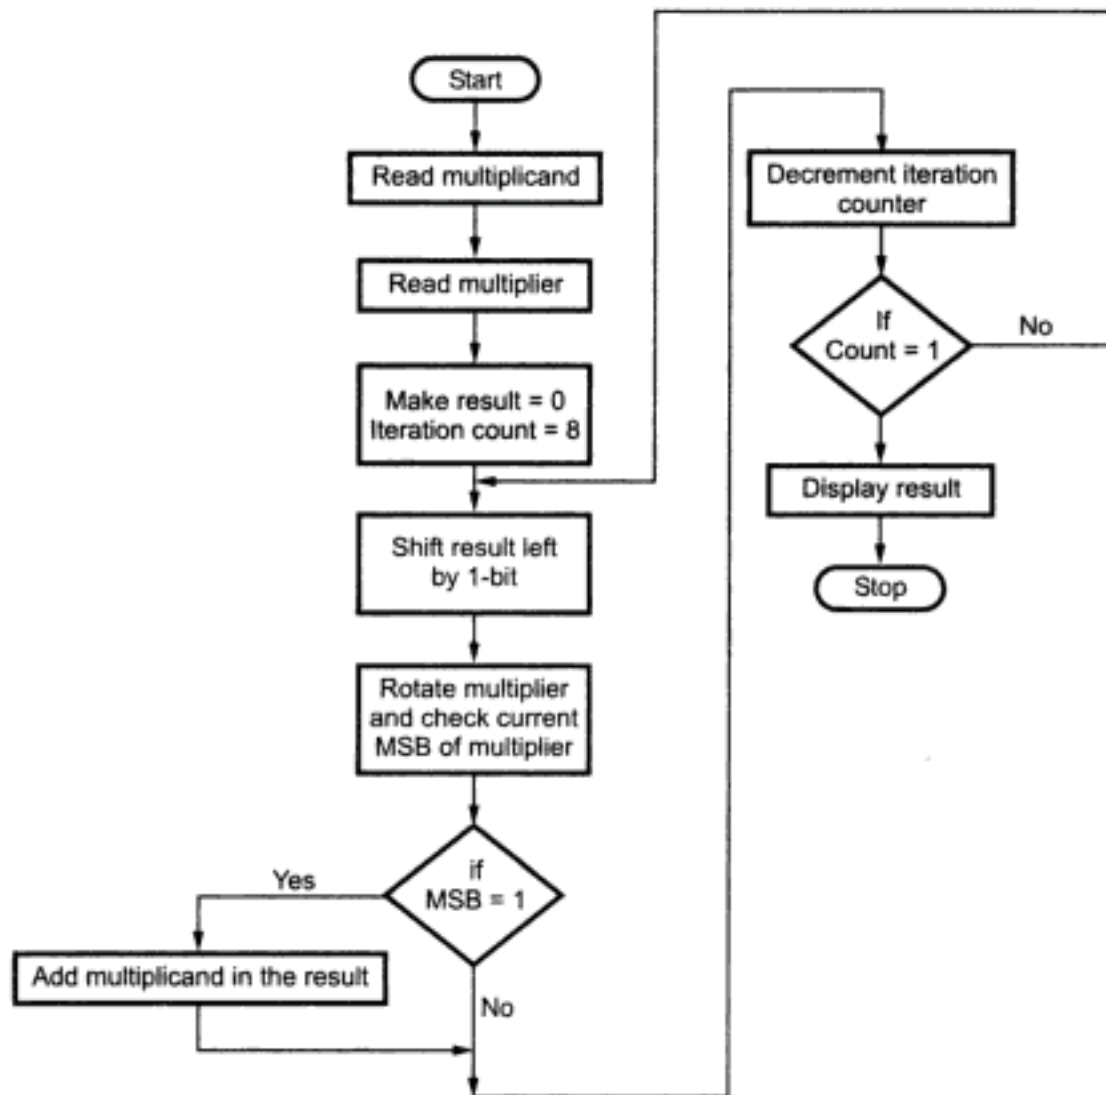 Start
Read multiplicand
Read multiplier
Make result = 0
Iteration count = 8
Shift result left
by 1-bit
Rotate multiplier
and check current
MSB of multiplier
if
MSB = 1
Yes
Add multiplicand in the result
No
Decrement iteration
counter
If
Count = 1
No
Display result
Stop